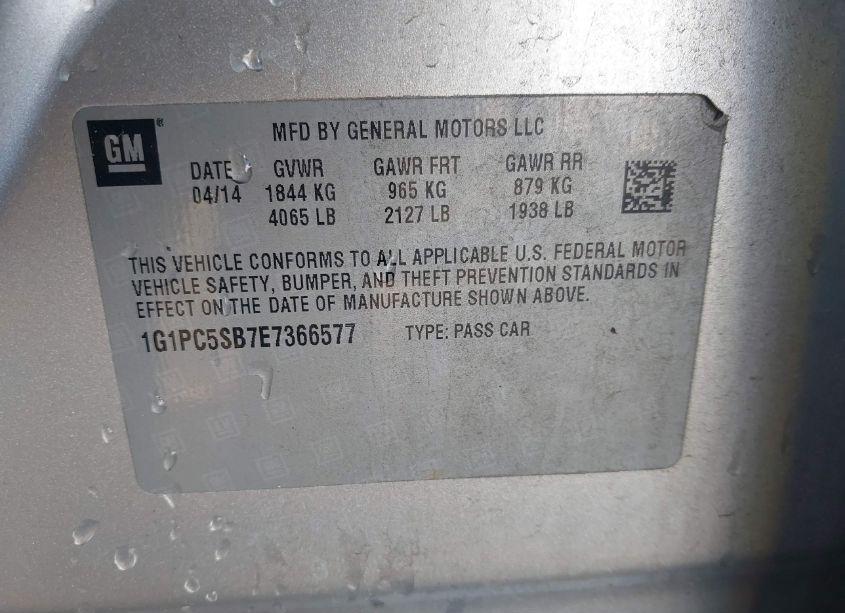 GM
MFD BY GENERAL MOTORS LLC
DATE GVWR GAWR FRT GAWR RR
04/14 1844 KG 965 KG 879 KG
4065 LB 2127 LB 1938 LB
THIS VEHICLE CONFORMS TO ALL APPLICABLE U.S. FEDERAL MOTOR
VEHICLE SAFETY, BUMPER, AND THEFT PREVENTION STANDARDS IN
EFFECT ON THE DATE OF MANUFACTURE SHOWN ABOVE.
1G1PC5SB7E7366577 TYPE: PASS CAR